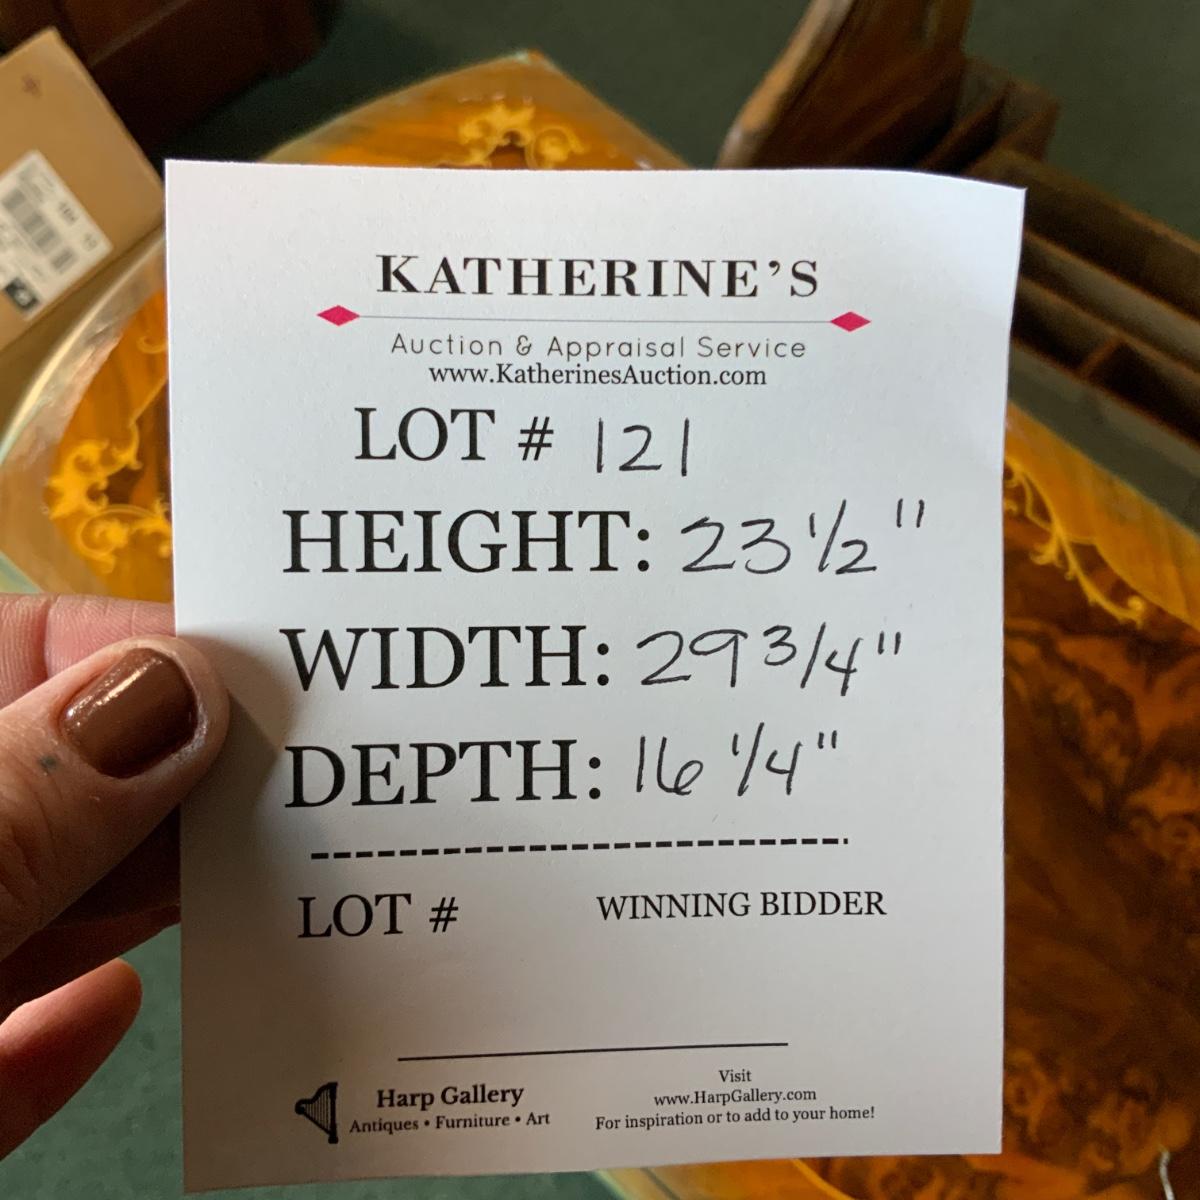 KATHERINE'S
Auction & Appraisal Service
www.KatherinesAuction.com
LOT # 121
HEIGHT: 23 1/2"
WIDTH: 29 3/4"
DEPTH: 16 1/4"
LOT #
WINNING BIDDER
Harp Gallery
Antiques • Furniture • Art
Visit
www.HarpGallery.com
For inspiration or to add to your home!